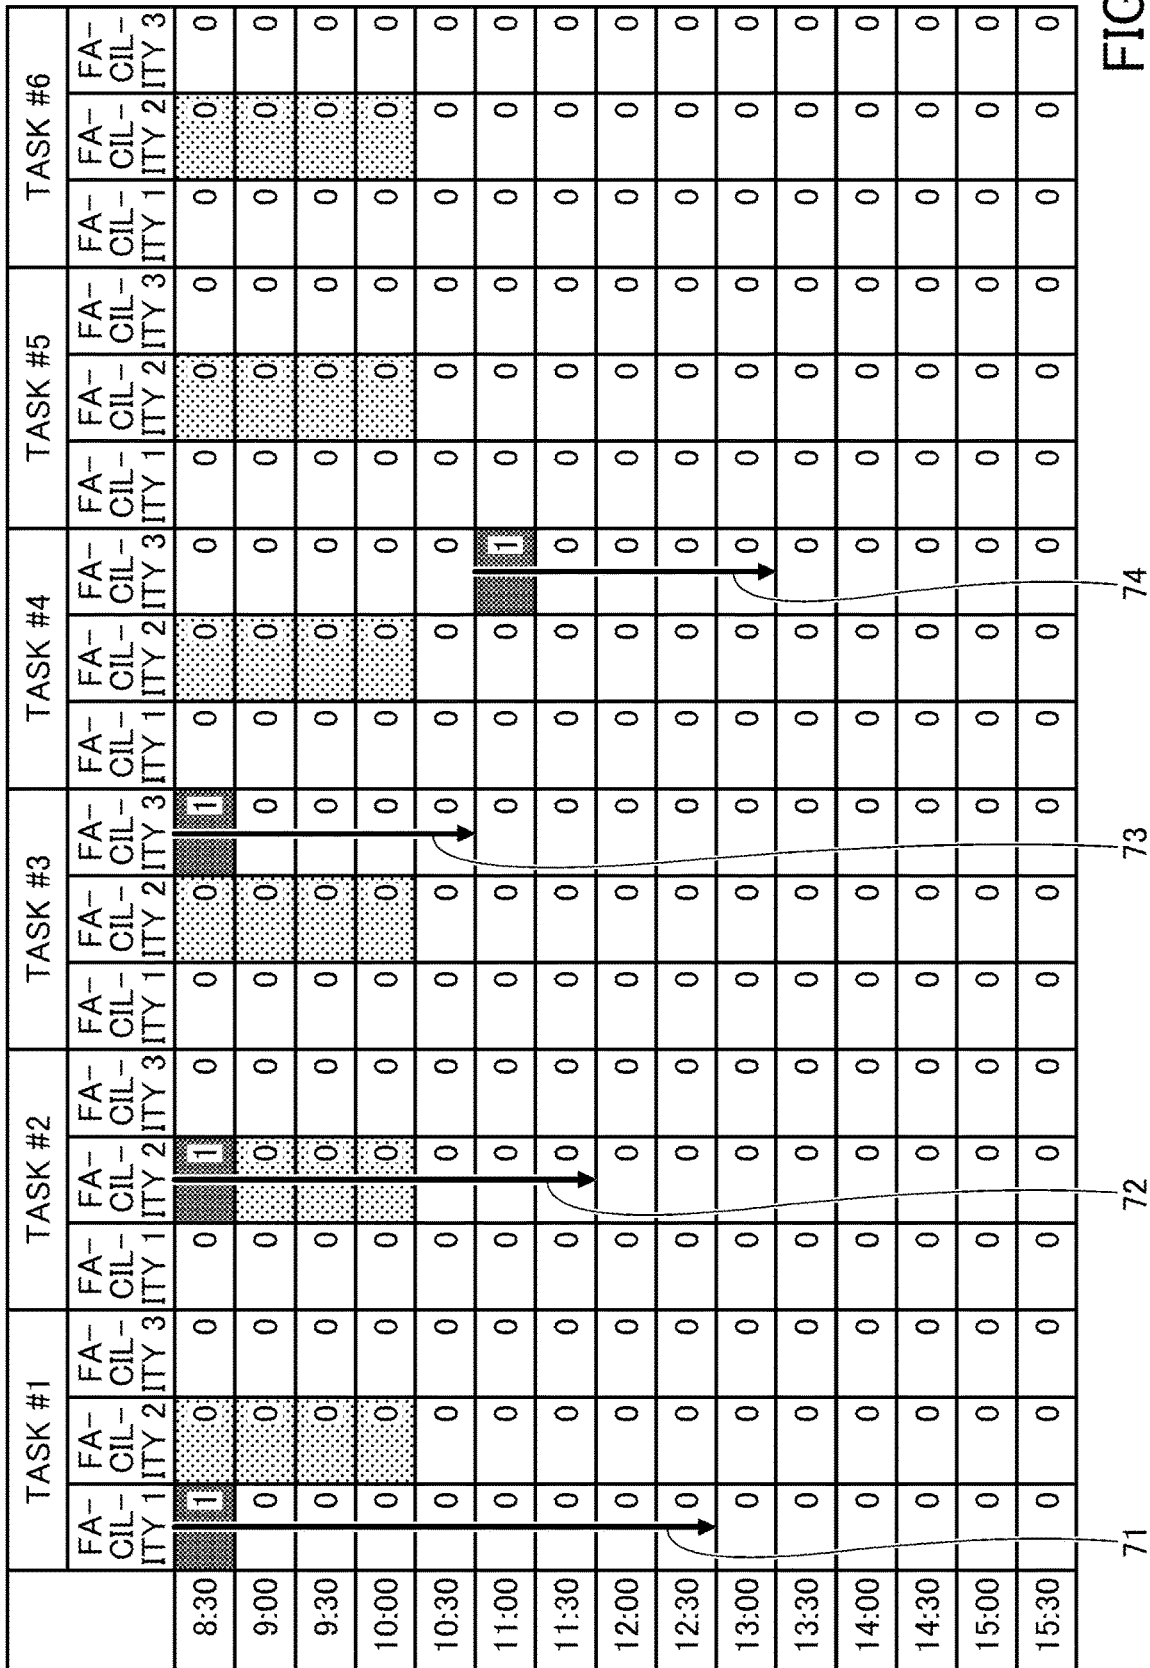 TASK #1 TASK #2 TASK #3 TASK #4 TASK #5 TASK #6
FA- FA- FA- FA- FA- FA- FA- FA- FA- FA- FA- FA- FA- FA- FA- FA- FA- FA-
CIL- CIL- CIL- CIL- CIL- CIL- CIL- CIL- CIL- CIL- CIL- CIL- CIL- CIL- CIL- CIL- CIL- CIL-
ITY 1 ITY 2 ITY 3 ITY 1 ITY 2 ITY 3 ITY 1 ITY 2 ITY 3 ITY 1 ITY 2 ITY 3 ITY 1 ITY 2 ITY 3 ITY 1 ITY 2 ITY 3
8:30 1 0 0 0 1 0 0 0 1 0 0 0 0 0 0 0 0 0
9:00 0 0 0 0 0 0 0 0 0 0 0 0 0 0 0 0 0 0
9:30 0 0 0 0 0 0 0 0 0 0 0 0 0 0 0 0 0 0
10:00 0 0 0 0 0 0 0 0 0 0 0 0 0 0 0 0 0 0
10:30 0 0 0 0 0 0 0 0 0 0 0 0 0 0 0 0 0 0
11:00 0 0 0 0 0 0 0 0 0 0 0 1 0 0 0 0 0 0
11:30 0 0 0 0 0 0 0 0 0 0 0 0 0 0 0 0 0 0
12:00 0 0 0 0 0 0 0 0 0 0 0 0 0 0 0 0 0 0
12:30 0 0 0 0 0 0 0 0 0 0 0 0 0 0 0 0 0 0
13:00 0 0 0 0 0 0 0 0 0 0 0 0 0 0 0 0 0 0
13:30 0 0 0 0 0 0 0 0 0 0 0 0 0 0 0 0 0 0
14:00 0 0 0 0 0 0 0 0 0 0 0 0 0 0 0 0 0 0
14:30 0 0 0 0 0 0 0 0 0 0 0 0 0 0 0 0 0 0
15:00 0 0 0 0 0 0 0 0 0 0 0 0 0 0 0 0 0 0
15:30 0 0 0 0 0 0 0 0 0 0 0 0 0 0 0 0 0 0
71 72 73 74
FIG